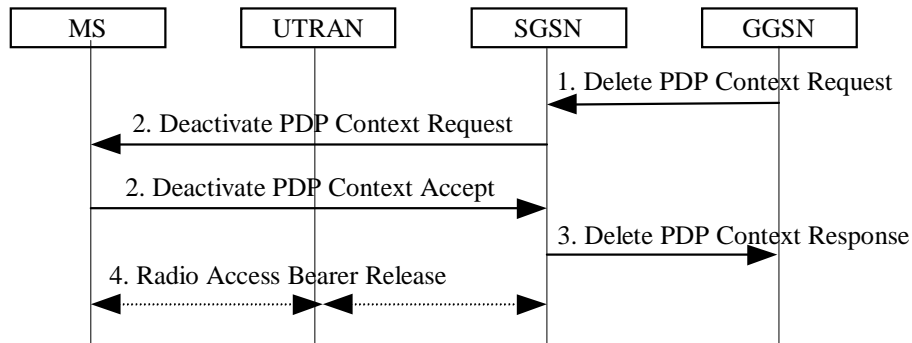 MS UTRAN SGSN GGSN
1. Delete PDP Context Request
2. Deactivate PDP Context Request
2. Deactivate PDP Context Accept
3. Delete PDP Context Response
4. Radio Access Bearer Release